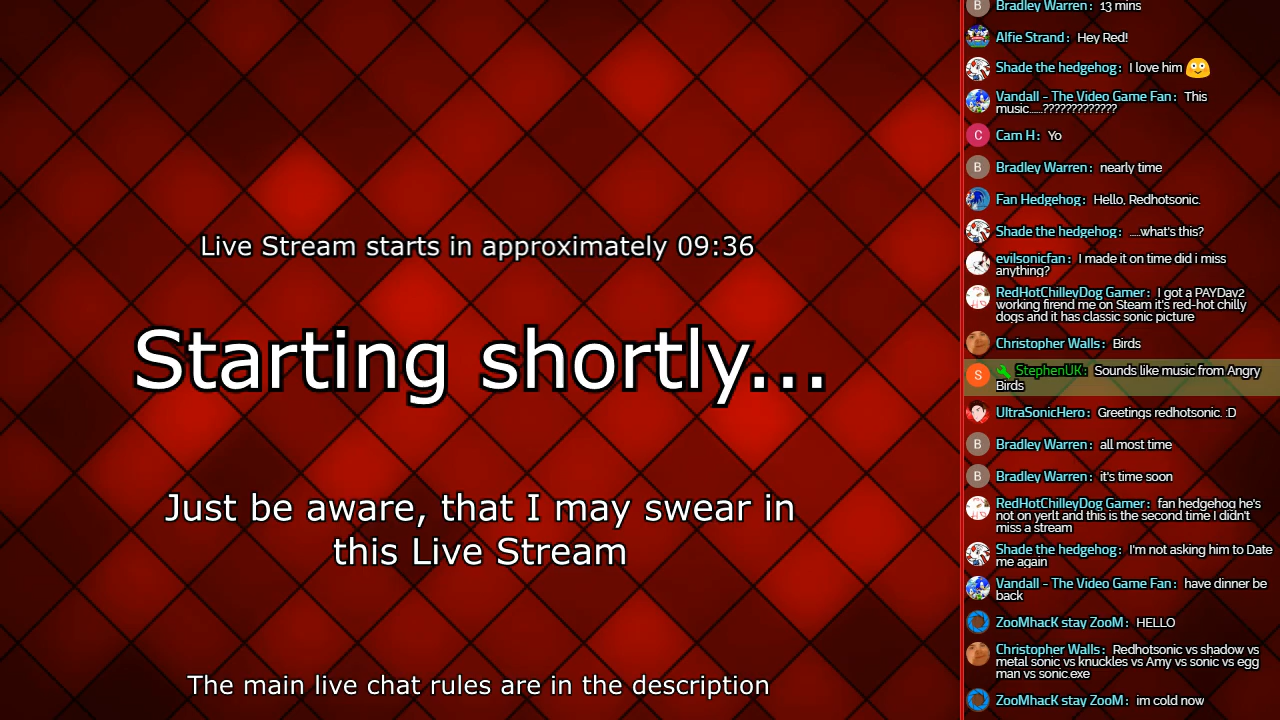 Live Stream starts in approximately 09:36
Starting shortly...
Just be aware, that I may swear in
this Live Stream
The main live chat rules are in the description
B Bradley Warren: 13 mins
Alfie Strand: Hey Red!
Shade the hedgehog: I love him
Vandall - The Video Game Fan: This
music.....?????????????
C Cam H: Yo
B Bradley Warren: nearly time
Fan Hedgehog: Hello, Redhotsonic.
Shade the hedgehog: .....what's this?
evilsonicfan: I made it on time did i miss
anything?
RedHotChilleyDog Gamer: I got a PAYDav2
working firend me on Steam it's red-hot chilly
dogs and it has classic sonic picture
Christopher Walls: Birds
S StephenUK: Sounds like music from Angry
Birds
UltraSonicHero: Greetings redhotsonic. :D
B Bradley Warren: all most time
B Bradley Warren: it's time soon
RedHotChilleyDog Gamer: fan hedgehog he's
not on yertl and this is the second time I didn't
miss a stream
Shade the hedgehog: I'm not asking him to Date
me again
Vandall - The Video Game Fan: have dinner be
back
ZooMhacK stay ZooM: HELLO
Christopher Walls: Redhotsonic vs shadow vs
metal sonic vs knuckles vs Amy vs sonic vs egg
man vs sonic.exe
ZooMhacK stay ZooM: im cold now